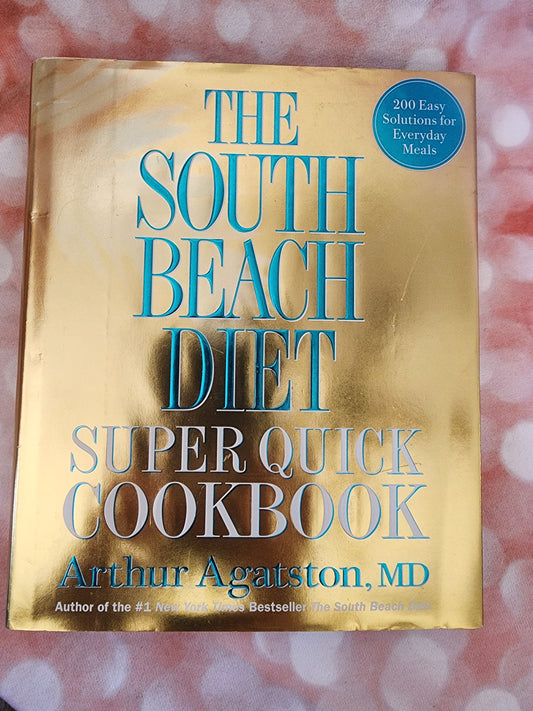 THE
SOUTH
BEACH
DIET
SUPER QUICK
COOKBOOK
Arthur Agatston, MD
Author of the #1 New York Times Bestseller The South Beach Diet
200 Easy
Solutions for
Everyday
Meals